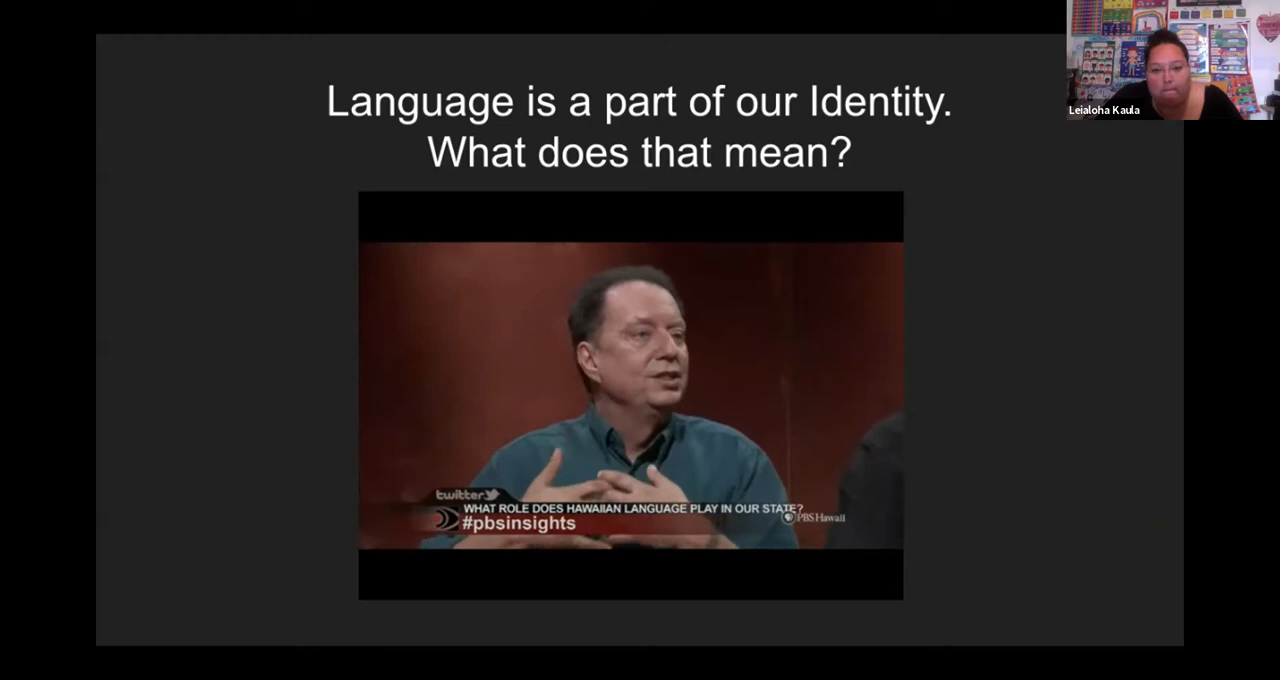 Language is a part of our Identity.
What does that mean?
Leialoha Kaula
twitter
WHAT ROLE DOES HAWAIIAN LANGUAGE PLAY IN OUR STATE?
#pbsinsights
PBS Hawaii